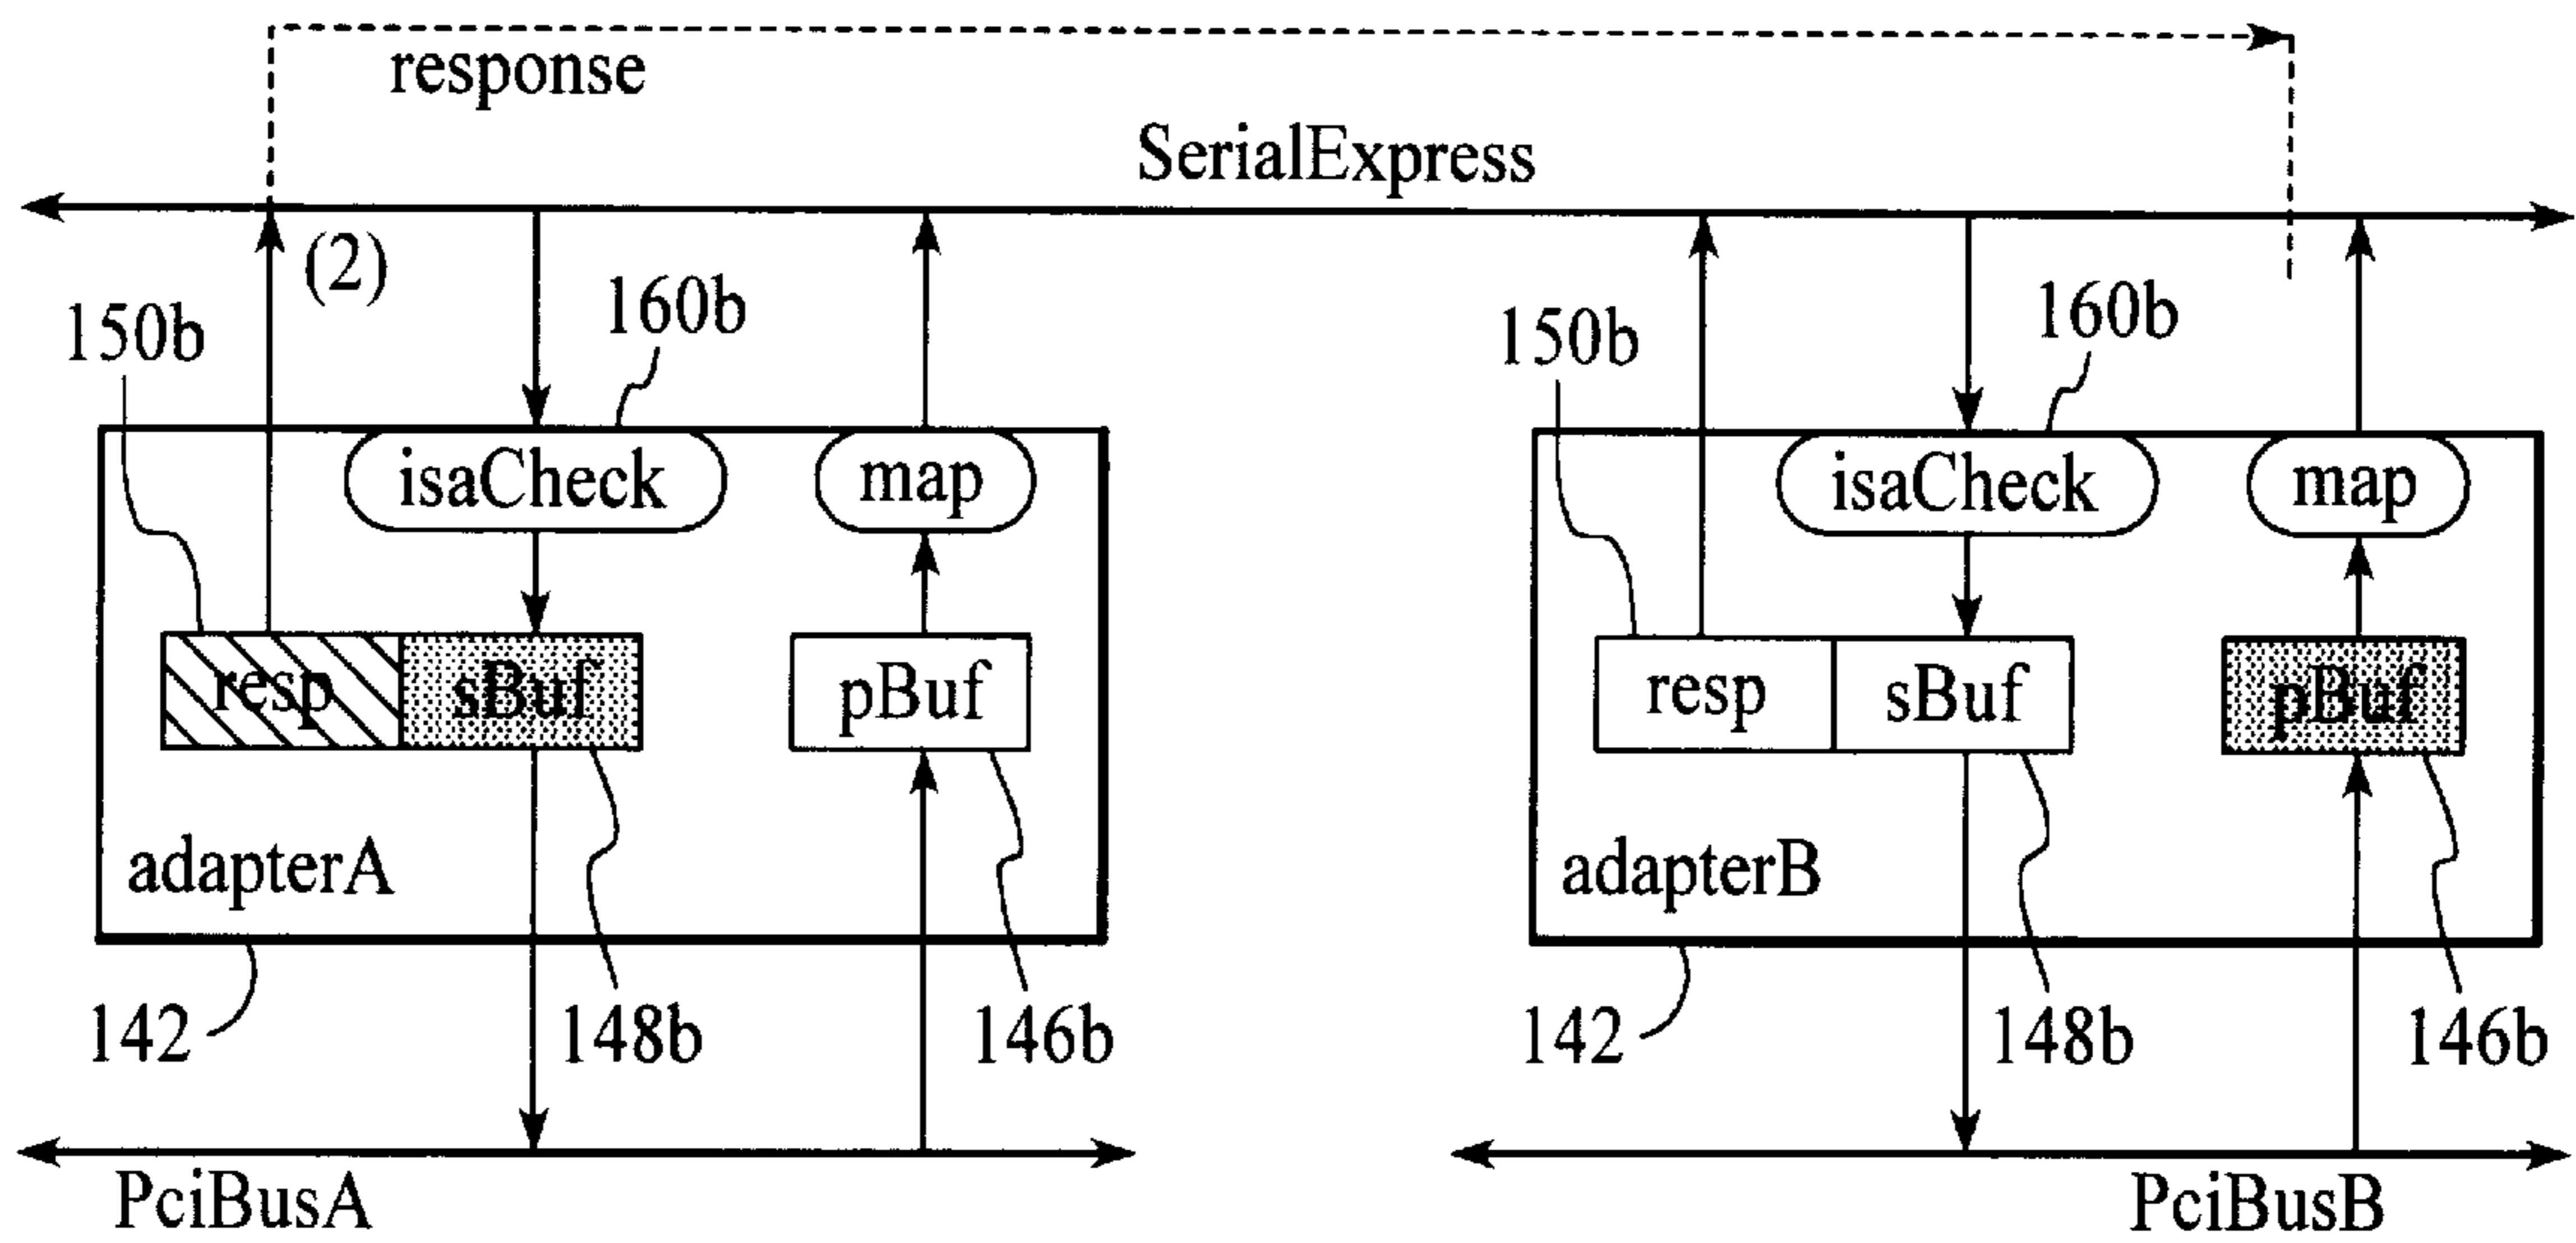 response
SerialExpress
(2)
150b
160b
150b
160b
isaCheck
map
isaCheck
map
resp
sBuf
pBuf
resp
sBuf
pBuf
adapterA
adapterB
142
148b
146b
142
148b
146b
PciBusA
PciBusB